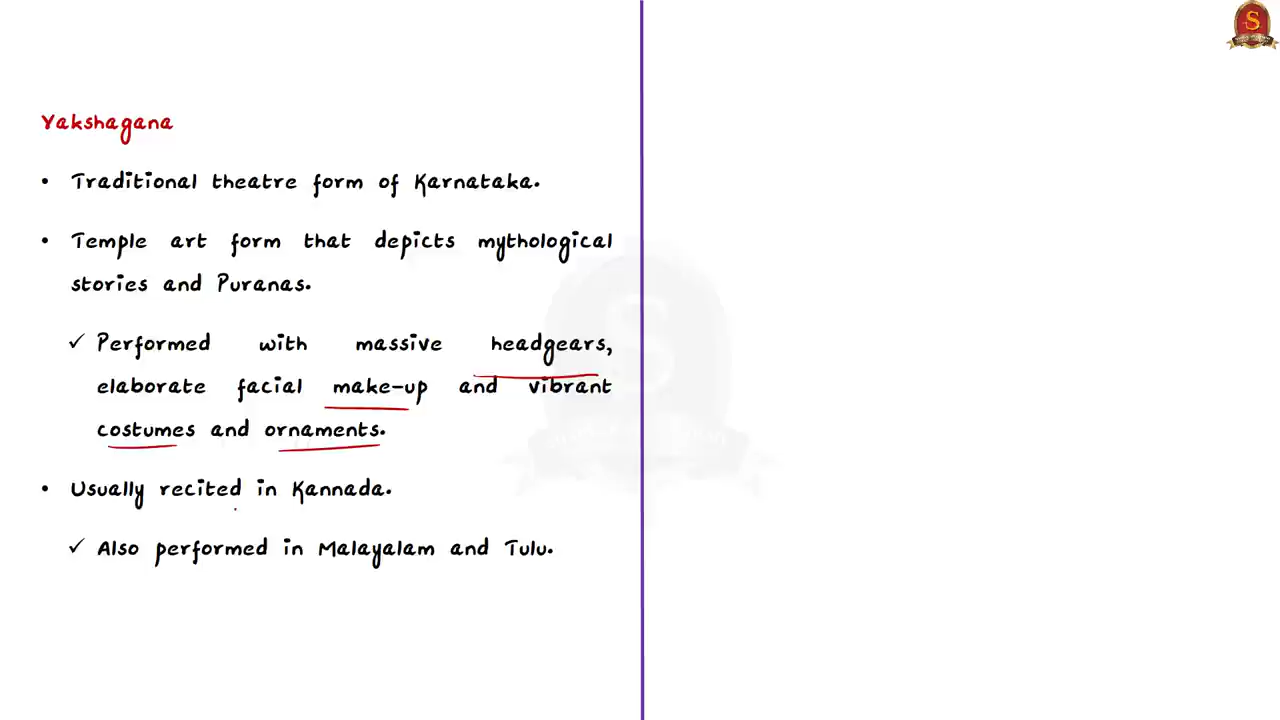 Yakshagana
• Traditional theatre form of Karnataka.
• Temple art form that depicts mythological
stories and Puranas.
✓ Performed with massive headgears,
elaborate facial make-up and vibrant
costumes and ornaments.
• Usually recited in Kannada.
✓ Also performed in Malayalam and Tulu.
S